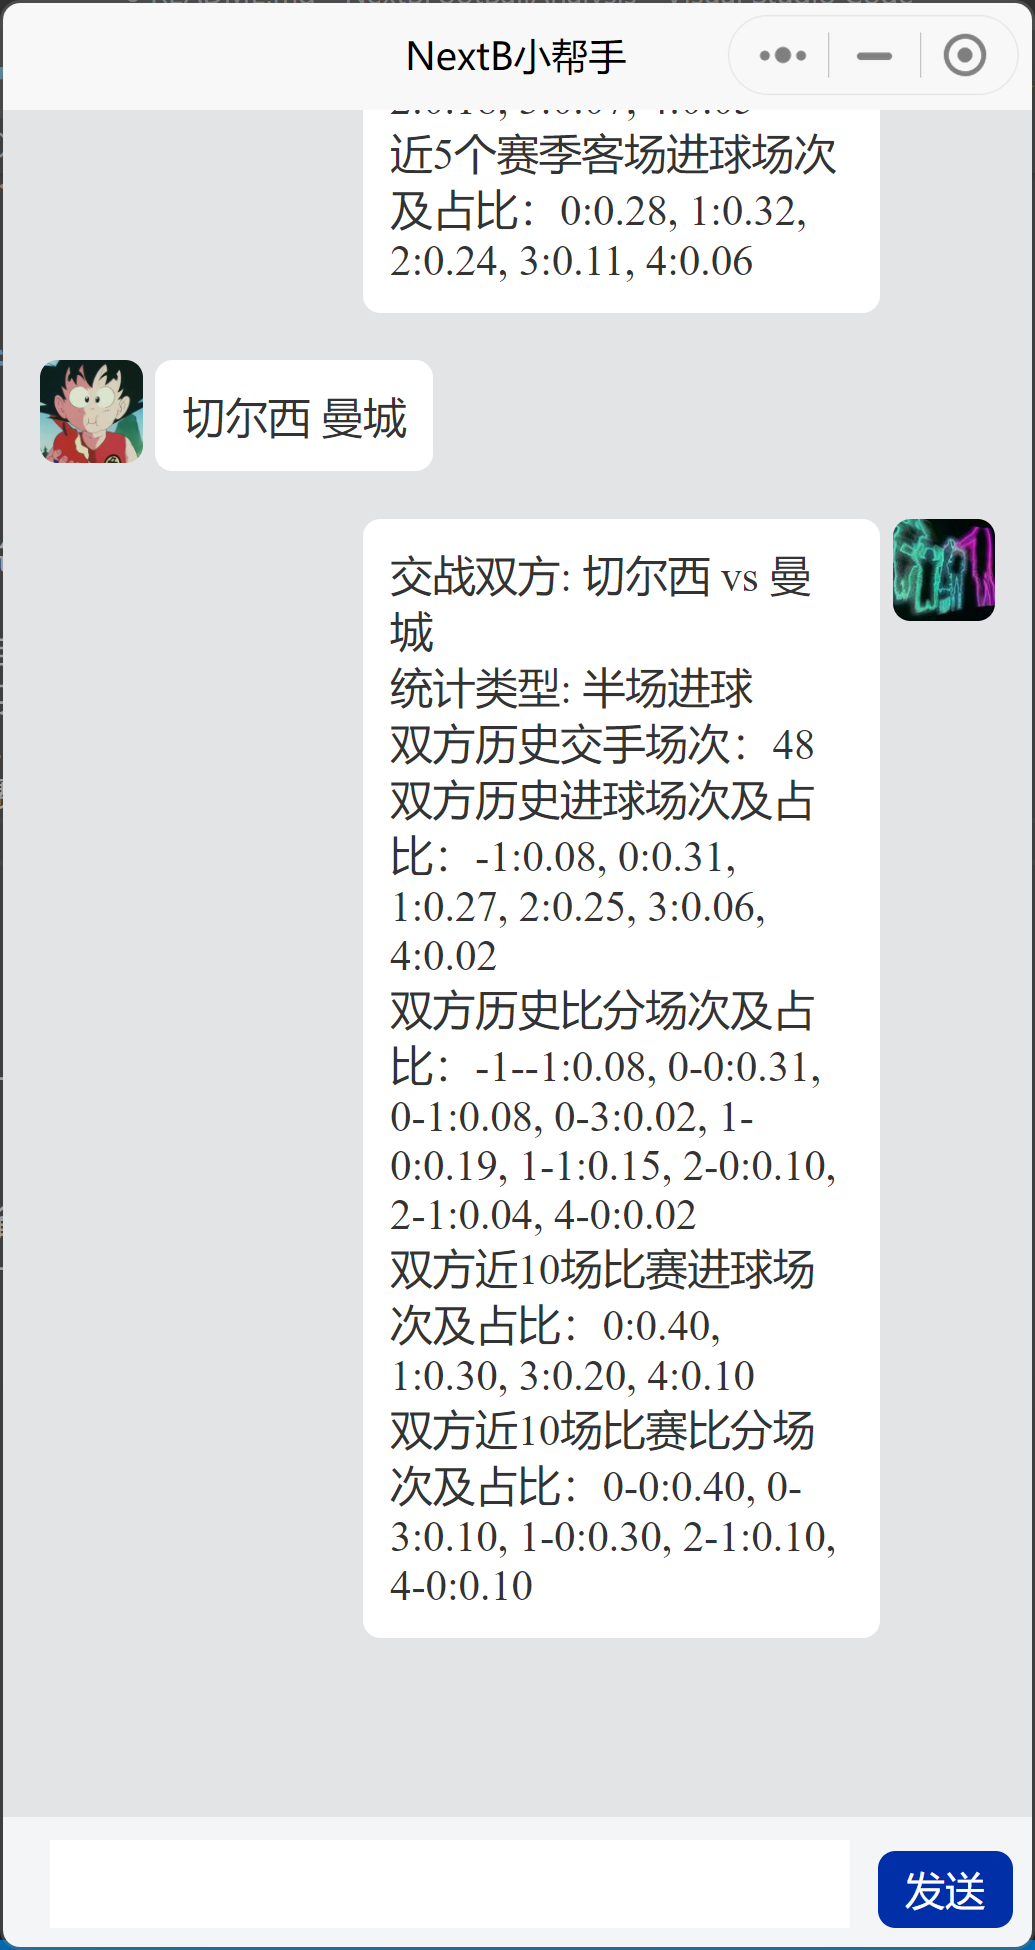 NextB小帮手
近5个赛季客场进球场次
及占比：0:0.28, 1:0.32,
2:0.24, 3:0.11, 4:0.06
切尔西 曼城
交战双方: 切尔西 vs 曼
城
统计类型: 半场进球
双方历史交手场次：48
双方历史进球场次及占
比：-1:0.08, 0:0.31,
1:0.27, 2:0.25, 3:0.06,
4:0.02
双方历史比分场次及占
比：-1--1:0.08, 0-0:0.31,
0-1:0.08, 0-3:0.02, 1-
0:0.19, 1-1:0.15, 2-0:0.10,
2-1:0.04, 4-0:0.02
双方近10场比赛进球场
次及占比：0:0.40,
1:0.30, 3:0.20, 4:0.10
双方近10场比赛比分场
次及占比：0-0:0.40, 0-
3:0.10, 1-0:0.30, 2-1:0.10,
4-0:0.10
发送